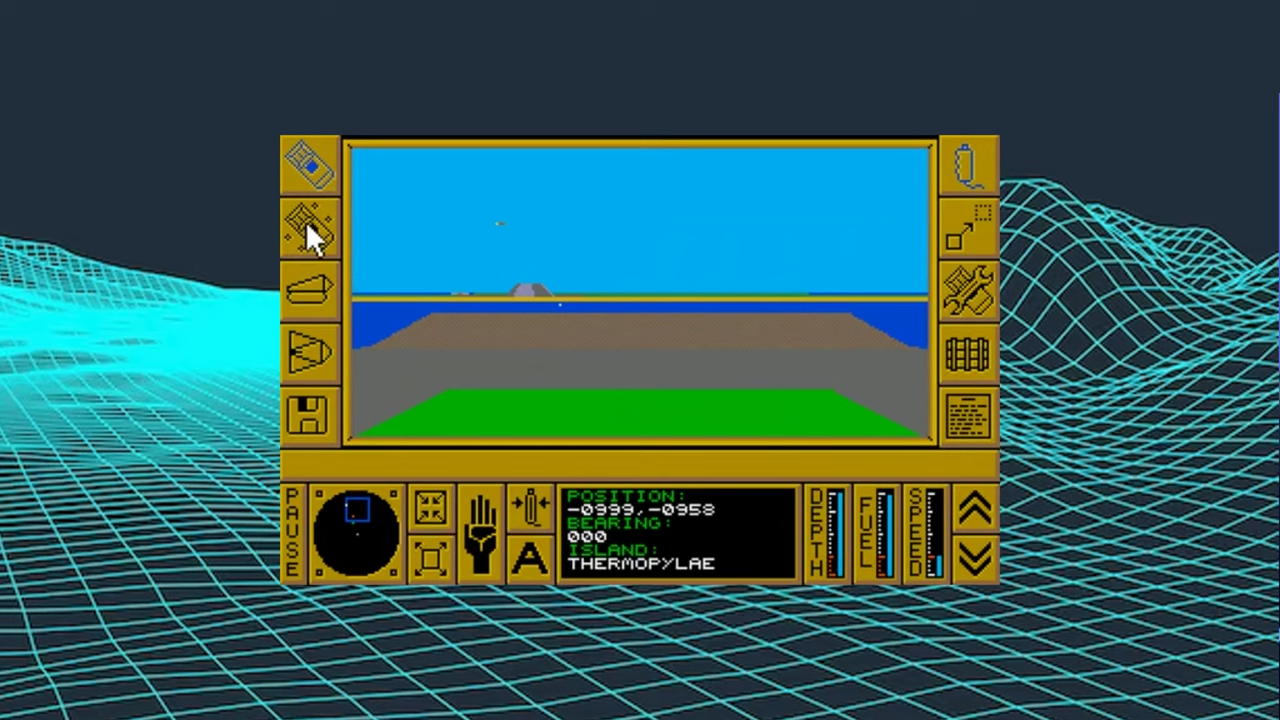 PAUSE
A
POSITION:
-0999,-0958
BEARING:
000
ISLAND:
THERMOPYLAE
DEPTH
FUEL
SPEED